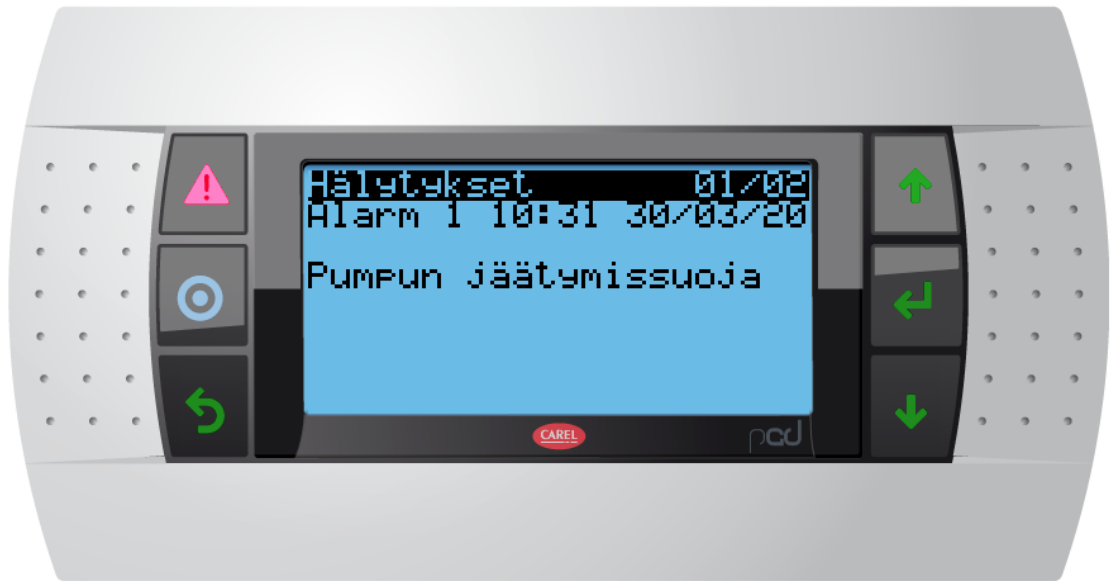 Hälytykset 01/02
Alarm 1 10:31 30/03/20
Pumpun jäätymissuoja
CAREL
pGD